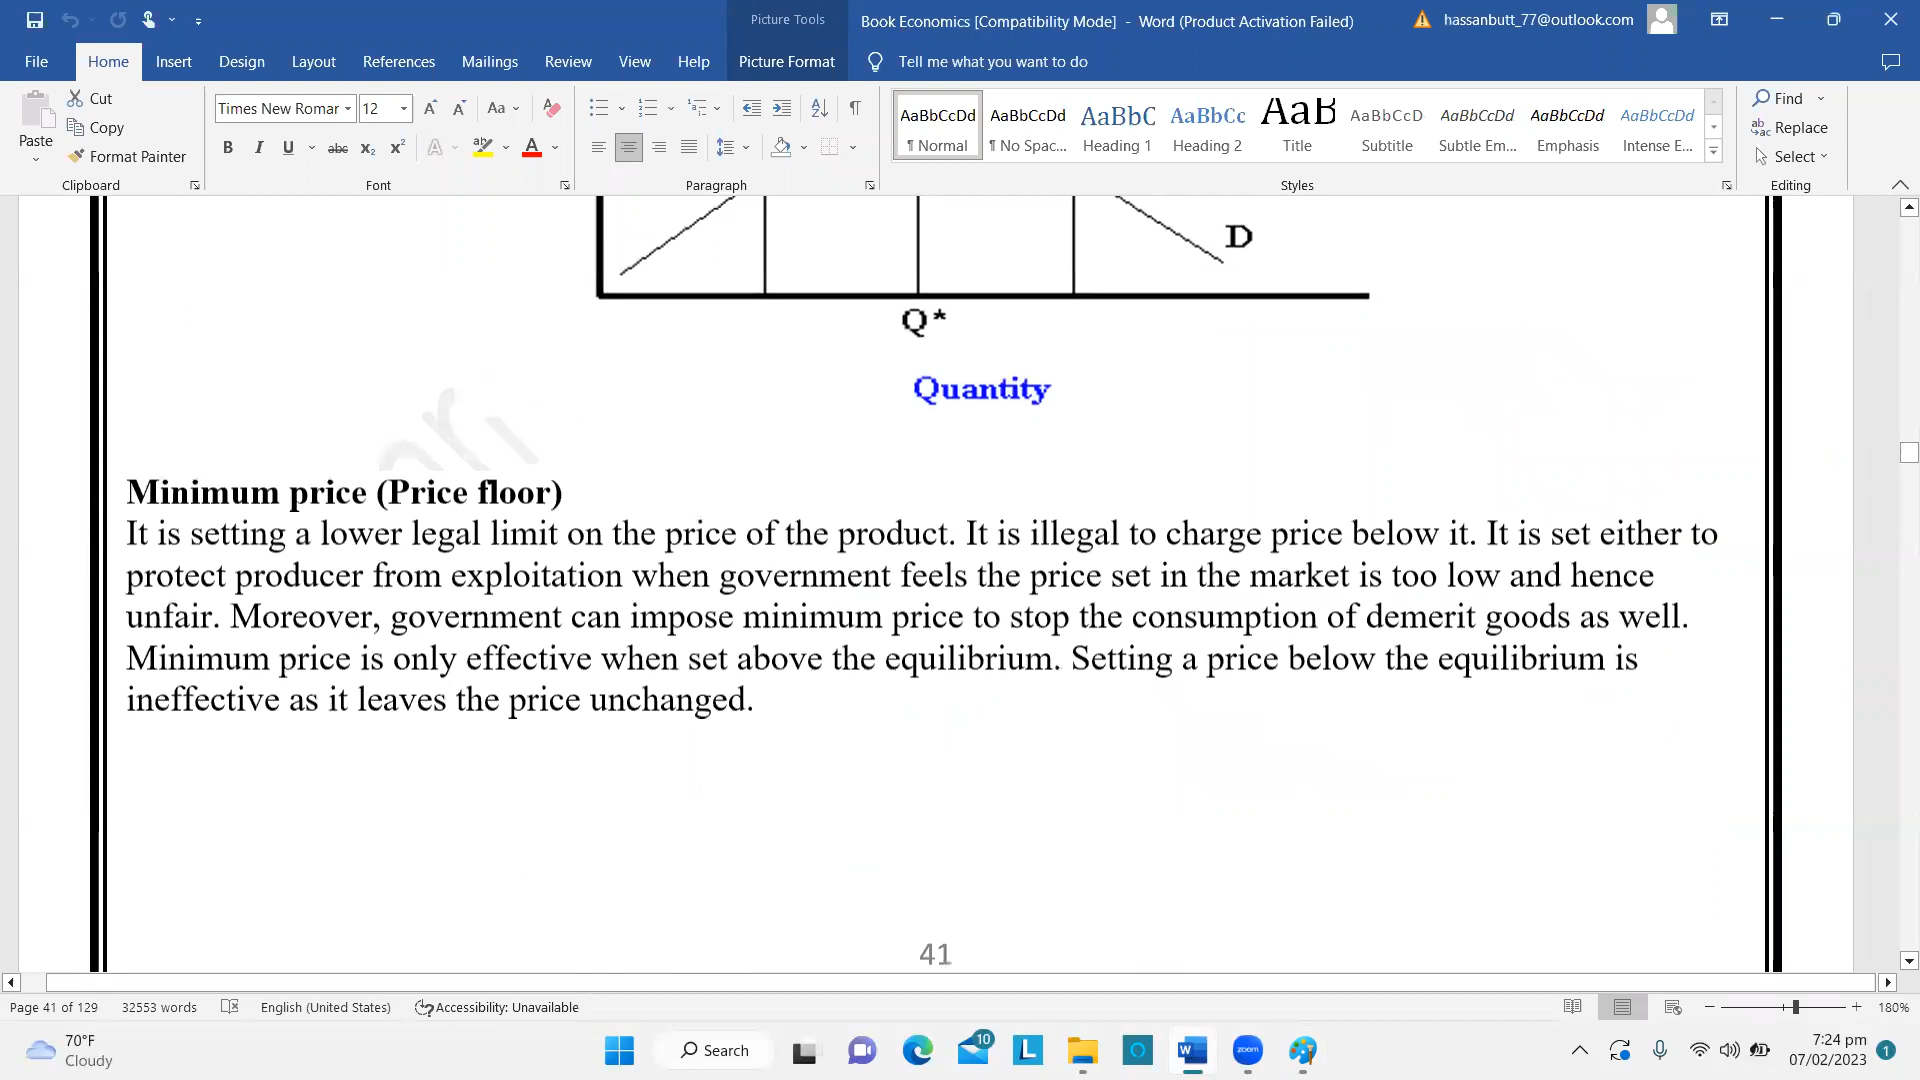 Picture Tools
Book Economics [Compatibility Mode] - Word (Product Activation Failed)
hassanbutt_77@outlook.com
File Home Insert Design Layout References Mailings Review View Help Picture Format Tell me what you want to do
Paste
Cut
Copy
Format Painter
Clipboard
Times New Romar 12
Font
Paragraph
AaBbCcDd AaBbCcDd AaBbC AaBbCc AaB AaBbCcD AaBbCcDd AaBbCcDd AaBbCcDd
¶ Normal ¶ No Spac... Heading 1 Heading 2 Title Subtitle Subtle Em... Emphasis Intense E...
Styles
Find
Replace
Select
Editing
D
Q*
Quantity
Minimum price (Price floor)
It is setting a lower legal limit on the price of the product. It is illegal to charge price below it. It is set either to
protect producer from exploitation when government feels the price set in the market is too low and hence
unfair. Moreover, government can impose minimum price to stop the consumption of demerit goods as well.
Minimum price is only effective when set above the equilibrium. Setting a price below the equilibrium is
ineffective as it leaves the price unchanged.
41
Page 41 of 129 32553 words English (United States) Accessibility: Unavailable 180%
70°F
Cloudy
Search
10
zoom
7:24 pm
07/02/2023
1